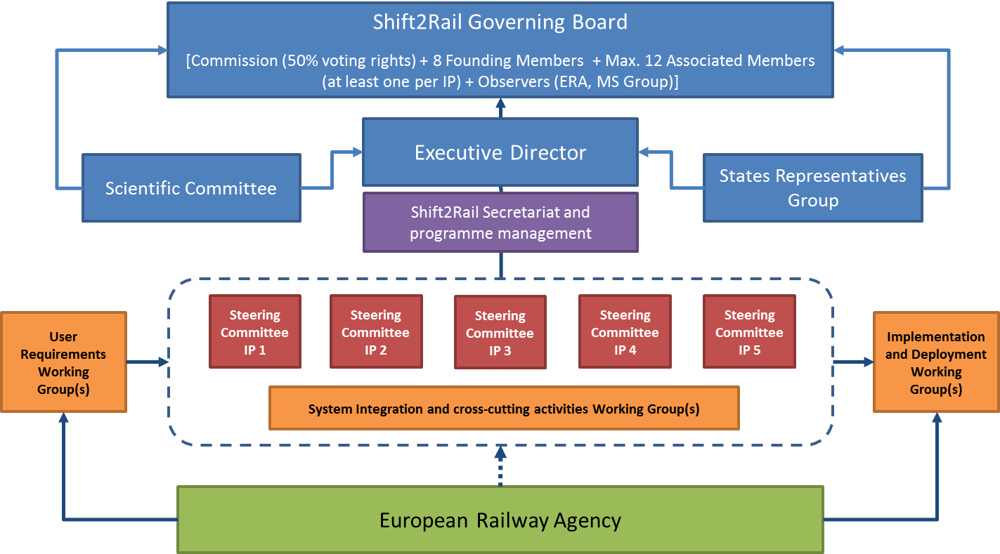 Shift2Rail Governing Board
[Commission (50% voting rights) + 8 Founding Members + Max. 12 Associated Members
(at least one per IP) + Observers (ERA, MS Group)]
Executive Director
Scientific Committee
States Representatives
Group
Shift2Rail Secretariat and
programme management
Steering
Committee
IP 1
Steering
Committee
IP 2
Steering
Committee
IP 3
Steering
Committee
IP 4
Steering
Committee
IP 5
User
Requirements
Working
Group(s)
Implementation
and Deployment
Working
Group(s)
System Integration and cross-cutting activities Working Group(s)
European Railway Agency